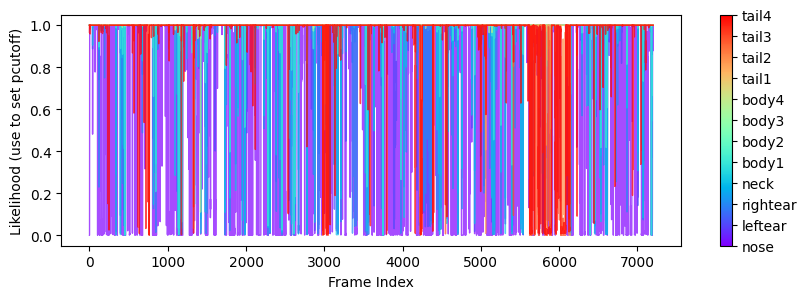 Likelihood (use to set pcutoff)
1.0
0.8
0.6
0.4
0.2
0.0
0
1000
2000
3000
4000
5000
6000
7000
Frame Index
tail4
tail3
tail2
tail1
body4
body3
body2
body1
neck
rightear
leftear
nose